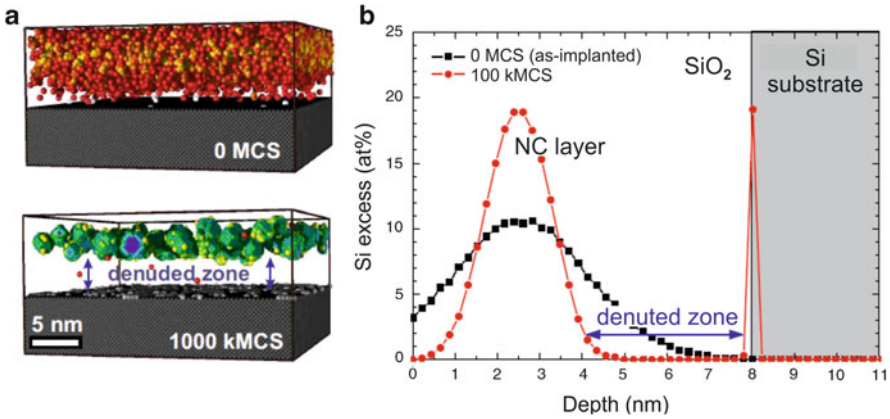 a
0 MCS
denuded zone
5 nm
1000 kMCS
b
25
20
15
10
5
0
Si excess (at%)
0 MCS (as-implanted)
100 kMCS
SiO₂
Si
substrate
NC layer
denuted zone
0 1 2 3 4 5 6 7 8 9 10 11
Depth (nm)